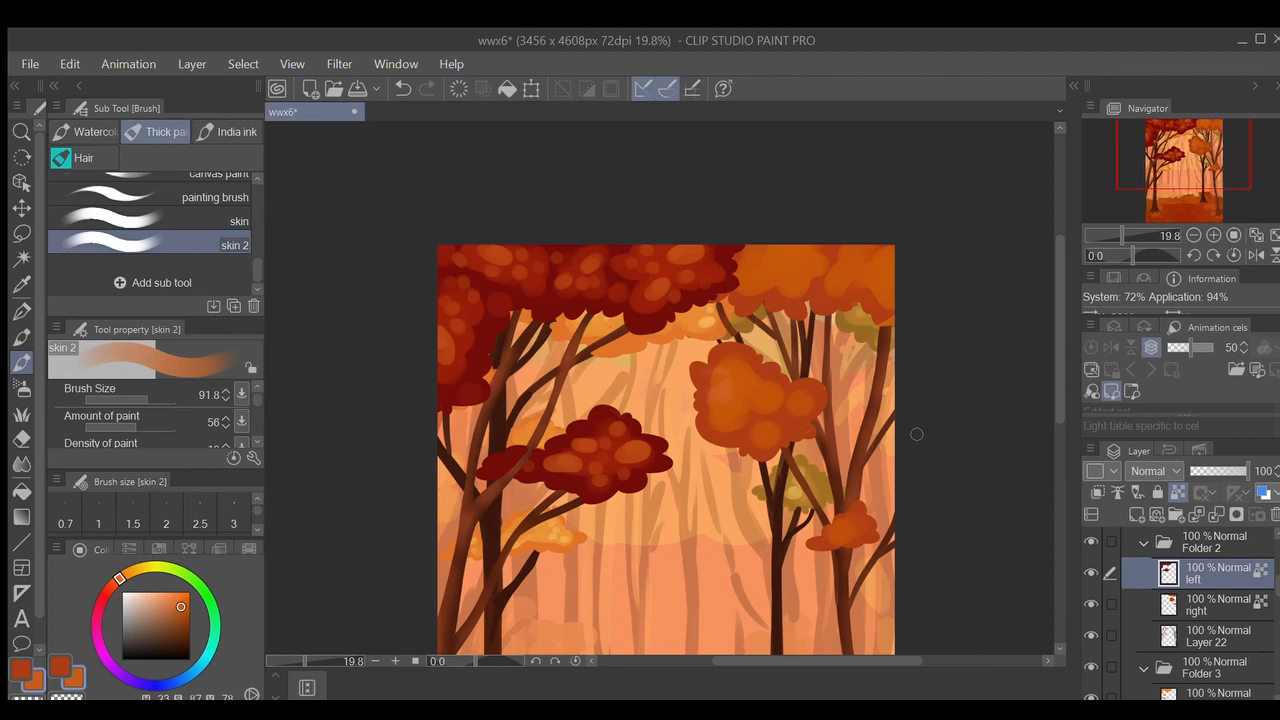 wwx6* (3456 x 4608px 72dpi 19.8%)  - CLIP STUDIO PAINT PRO
File Edit Animation Layer Select View Filter Window Help
Sub Tool [Brush]
wwx6*
Navigator
Watercol Thick pai India ink
Hair
canvas paint
painting brush
skin
skin 2
Add sub tool
19.8
0.0
Information
System: 72% Application: 94%
Tool property [skin 2]
Animation cels
skin 2
50
Brush Size 91.8
Amount of paint 56
Density of paint
Light table specific to cel
Layer
Normal 100
Brush size [skin 2]
0.7 1 1.5 2 2.5 3
100 % Normal
Folder 2
100 % Normal
left
100 % Normal
right
100 % Normal
Layer 22
100 % Normal
Folder 3
100 % Normal
19.8 0.0
23 87 78